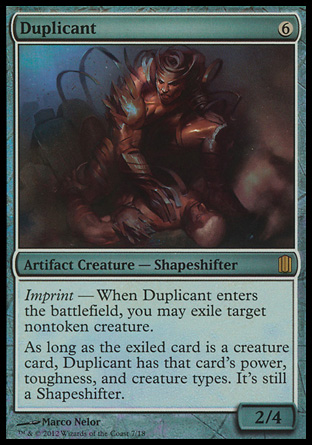 Duplicant 6
Artifact Creature — Shapeshifter
Imprint — When Duplicant enters
the battlefield, you may exile target
nontoken creature.
As long as the exiled card is a creature
card, Duplicant has that card's power,
toughness, and creature types. It's still
a Shapeshifter.
Marco Nelor
™ & © 2012 Wizards of the Coast 7/18
2/4